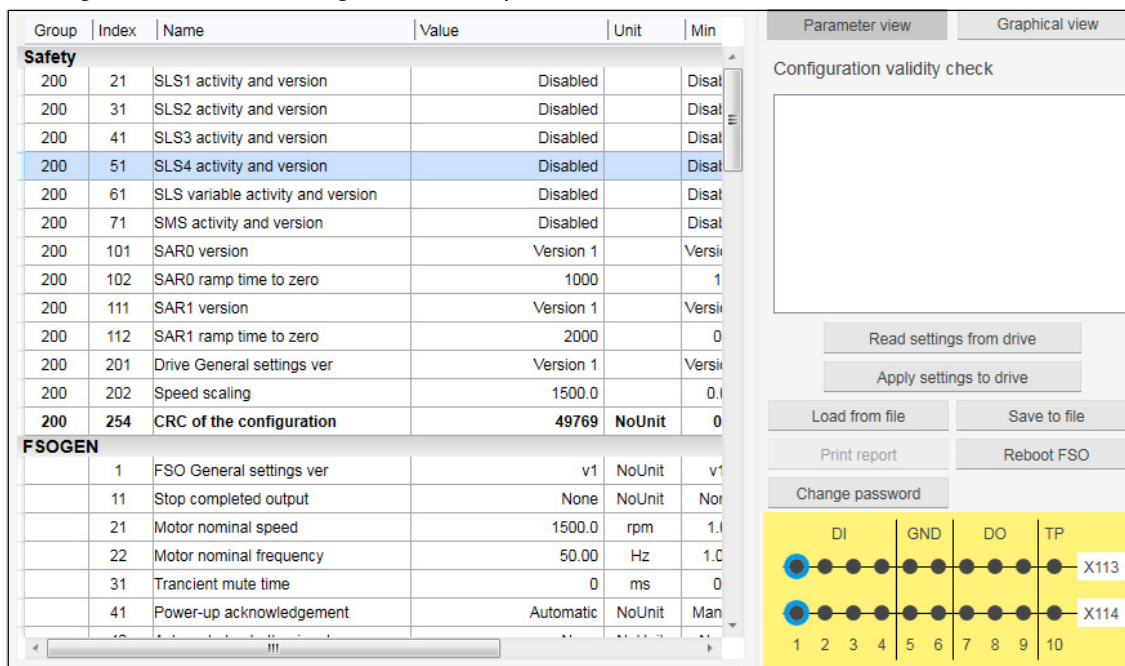 Group Index Name Value Unit Min
Safety
200 21 SLS1 activity and version Disabled
200 31 SLS2 activity and version Disabled
200 41 SLS3 activity and version Disabled
200 51 SLS4 activity and version Disabled
200 61 SLS variable activity and version Disabled
200 71 SMS activity and version Disabled
200 101 SAR0 version Version 1
200 102 SAR0 ramp time to zero 1000 1
200 111 SAR1 version Version 1
200 112 SAR1 ramp time to zero 2000 0
200 201 Drive General settings ver Version 1
200 202 Speed scaling 1500.0 0.
200 254 CRC of the configuration 49769 NoUnit 0
FSOGEN
1 FSO General settings ver v1 NoUnit v1
11 Stop completed output None NoUnit
21 Motor nominal speed 1500.0 rpm 1.
22 Motor nominal frequency 50.00 Hz 1.0
31 Trancient mute time 0 ms 0
41 Power-up acknowledgement Automatic NoUnit Man
Parameter view Graphical view
Configuration validity check
Read settings from drive
Apply settings to drive
Load from file Save to file
Print report Reboot FSO
Change password
DI GND DO TP
X113
X114
1 2 3 4 5 6 7 8 9 10